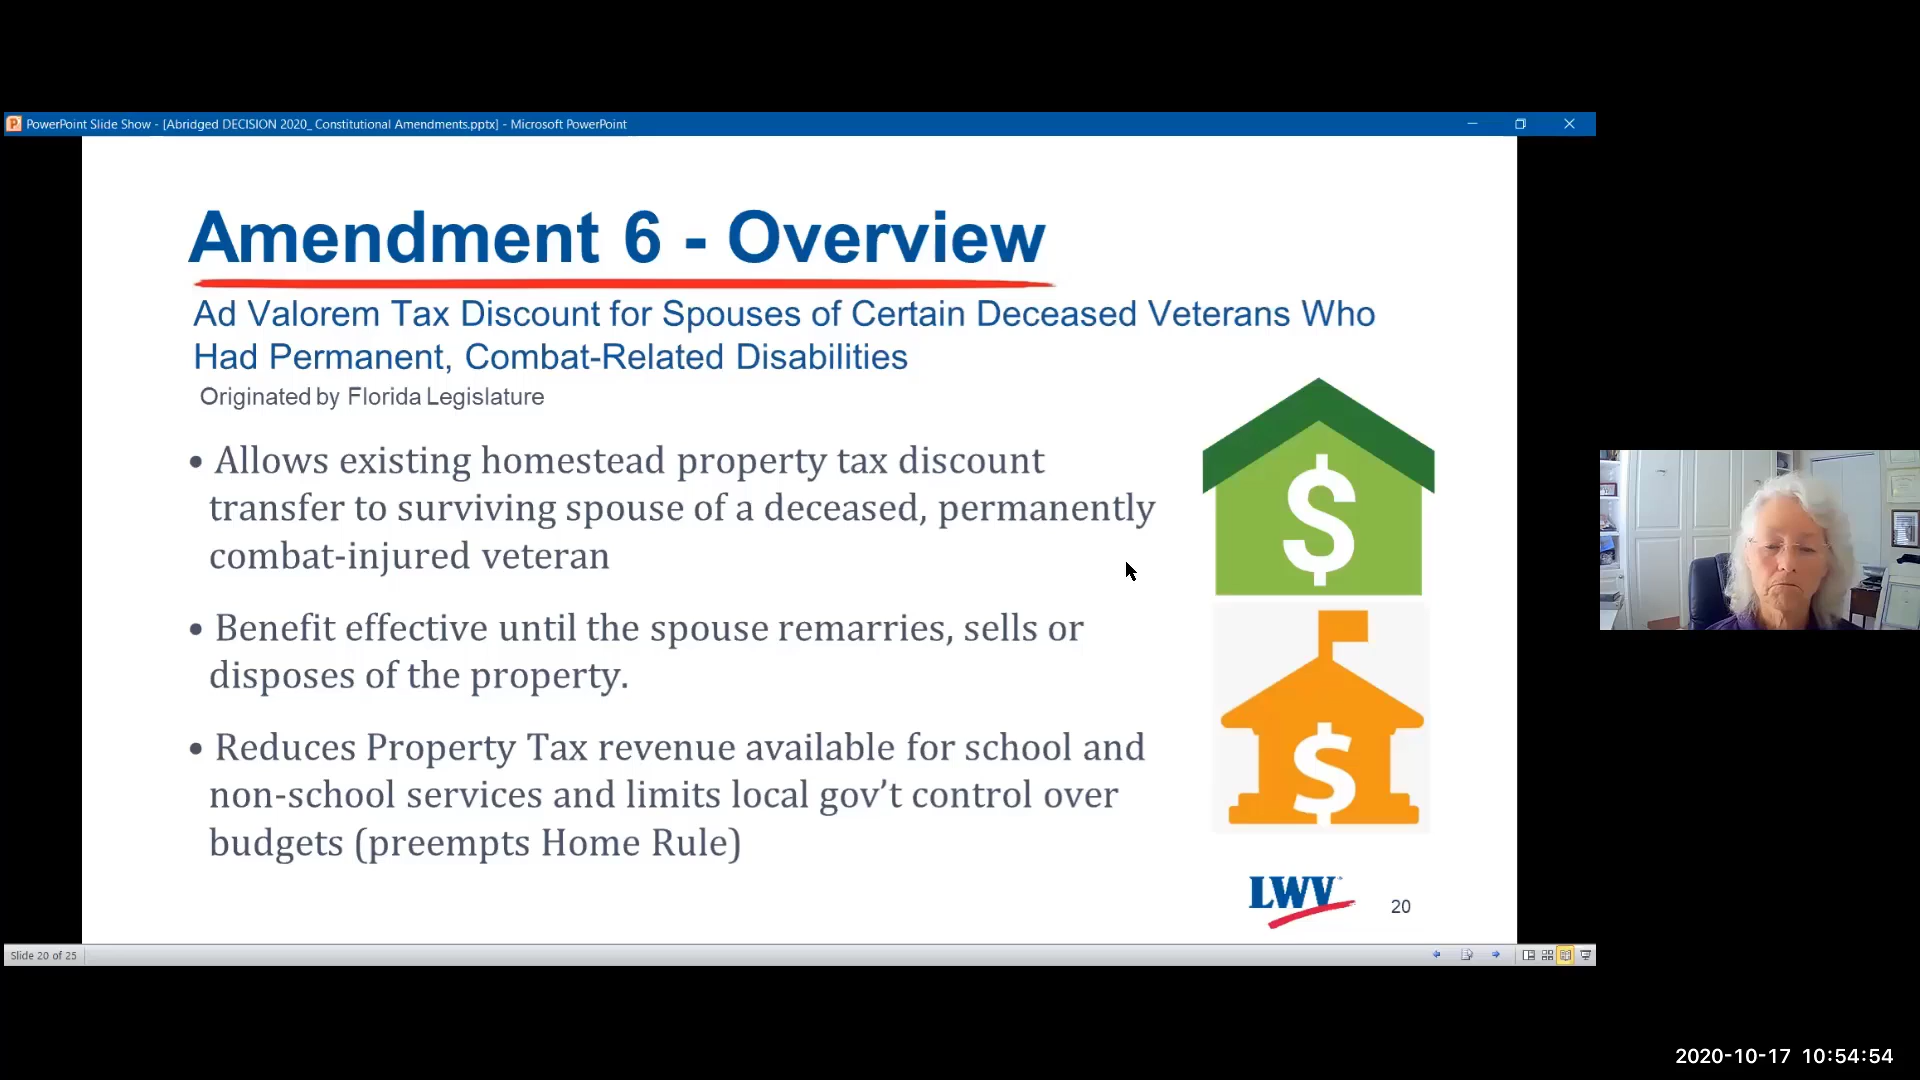 PowerPoint Slide Show - [Abridged DECISION 2020_ Constitutional Amendments.pptx] - Microsoft PowerPoint
Amendment 6 - Overview
Ad Valorem Tax Discount for Spouses of Certain Deceased Veterans Who
Had Permanent, Combat-Related Disabilities
Originated by Florida Legislature
• Allows existing homestead property tax discount
transfer to surviving spouse of a deceased, permanently
combat-injured veteran
• Benefit effective until the spouse remarries, sells or
disposes of the property.
• Reduces Property Tax revenue available for school and
non-school services and limits local gov’t control over
budgets (preempts Home Rule)
$
$
LWV
20
Slide 20 of 25
2020-10-17 10:54:54